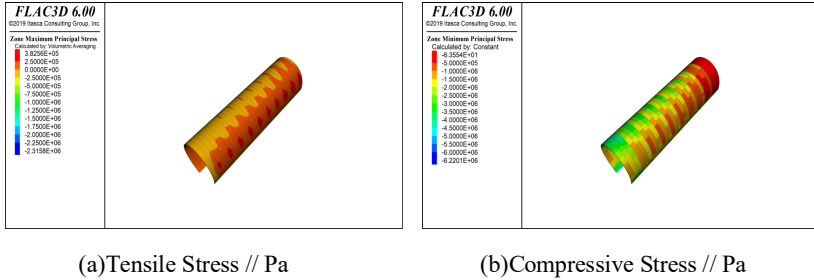 FLAC3D 6.00
©2019 Itasca Consulting Group, Inc.
Zone Maximum Principal Stress
Calculated by: Volumetric Averaging
3.8256E+05
2.5000E+05
0.0000E+00
-2.5000E+05
-5.0000E+05
-7.5000E+05
-1.0000E+06
-1.2500E+06
-1.5000E+06
-1.7500E+06
-2.0000E+06
-2.2500E+06
-2.3158E+06
(a)Tensile Stress // Pa
FLAC3D 6.00
©2019 Itasca Consulting Group, Inc.
Zone Minimum Principal Stress
Calculated by: Constant
-6.3554E+01
-5.0000E+05
-1.0000E+06
-1.5000E+06
-2.0000E+06
-2.5000E+06
-3.0000E+06
-3.5000E+06
-4.0000E+06
-4.5000E+06
-5.0000E+06
-5.5000E+06
-6.0000E+06
-6.2201E+06
(b)Compressive Stress // Pa